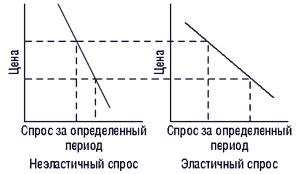 Цена
Спрос за определенный
период
Неэластичный спрос
Цена
Спрос за определенный
период
Эластичный спрос